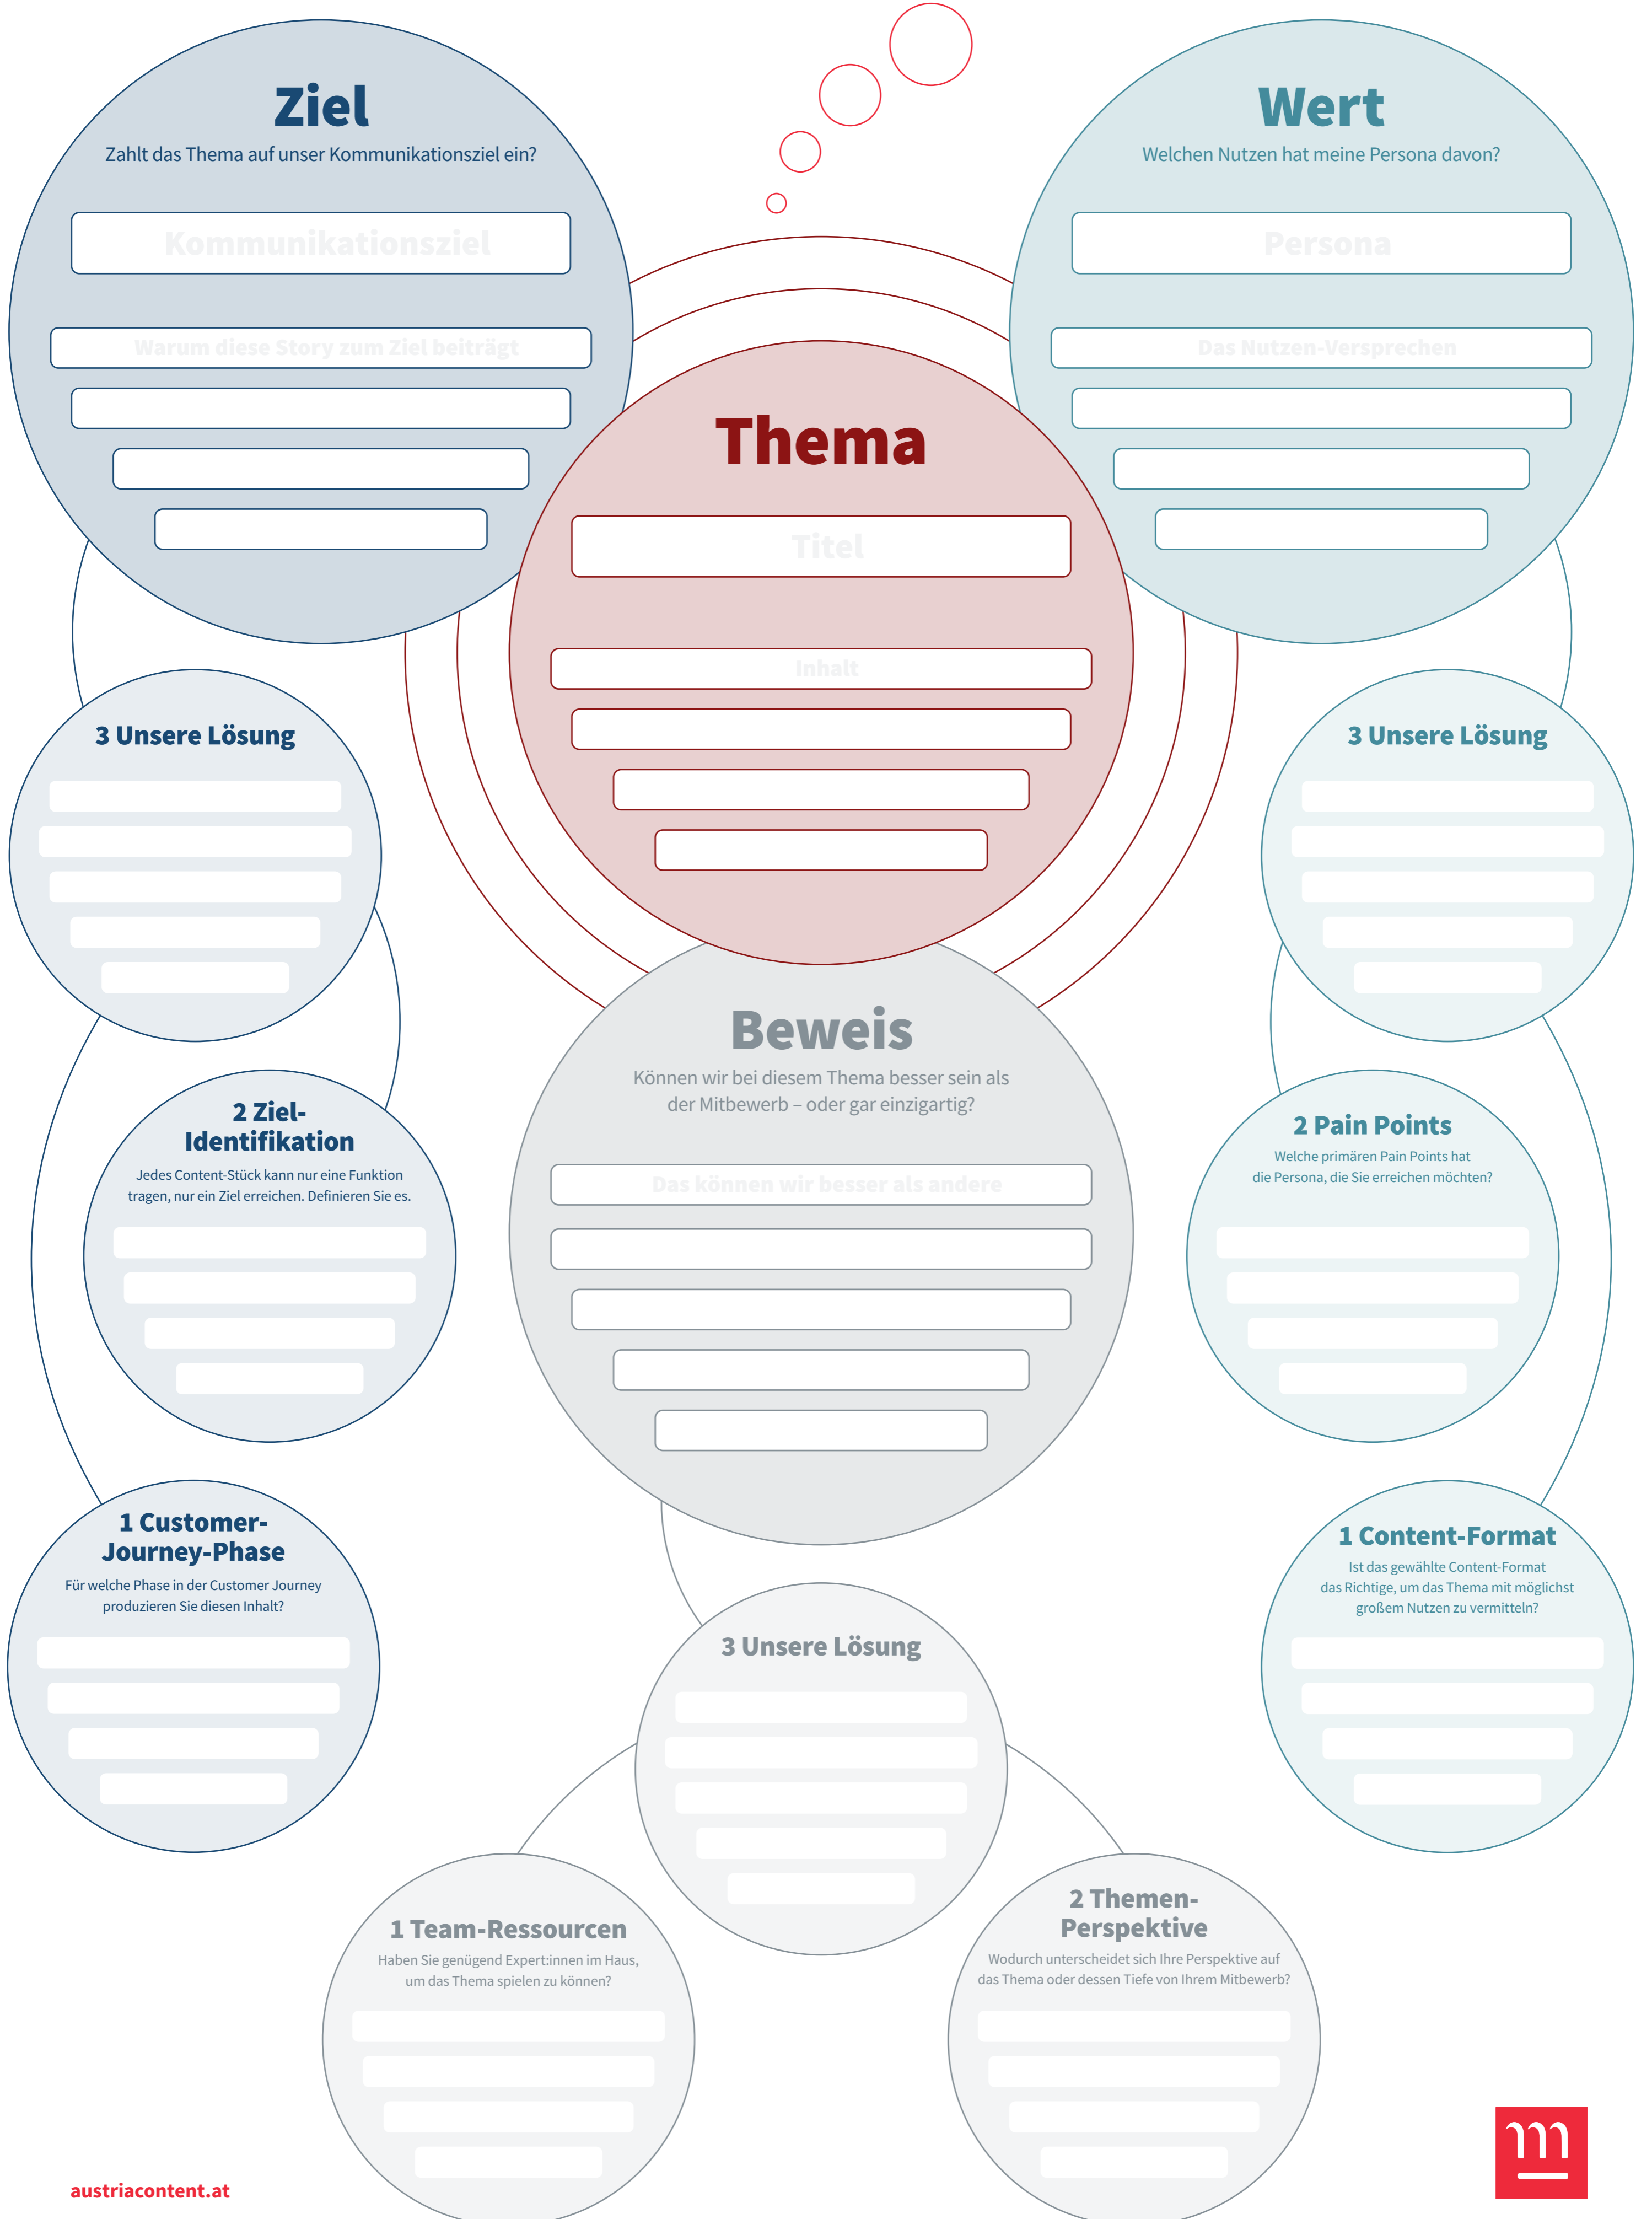 Ziel
Zahlt das Thema auf unser Kommunikationsziel ein?
Kommunikationsziel
Warum diese Story zum Ziel beiträgt
Wert
Welchen Nutzen hat meine Persona davon?
Persona
Das Nutzen-Versprechen
Thema
Titel
Inhalt
3 Unsere Lösung
3 Unsere Lösung
Beweis
Können wir bei diesem Thema besser sein als
der Mitbewerb – oder gar einzigartig?
Das können wir besser als andere
2 Ziel-
Identifikation
Jedes Content-Stück kann nur eine Funktion
tragen, nur ein Ziel erreichen. Definieren Sie es.
2 Pain Points
Welche primären Pain Points hat
die Persona, die Sie erreichen möchten?
1 Customer-
Journey-Phase
Für welche Phase in der Customer Journey
produzieren Sie diesen Inhalt?
1 Content-Format
Ist das gewählte Content-Format
das Richtige, um das Thema mit möglichst
großem Nutzen zu vermitteln?
3 Unsere Lösung
1 Team-Ressourcen
Haben Sie genügend Expert:innen im Haus,
um das Thema spielen zu können?
2 Themen-
Perspektive
Wodurch unterscheidet sich Ihre Perspektive auf
das Thema oder dessen Tiefe von Ihrem Mitbewerb?
austriacontent.at
m